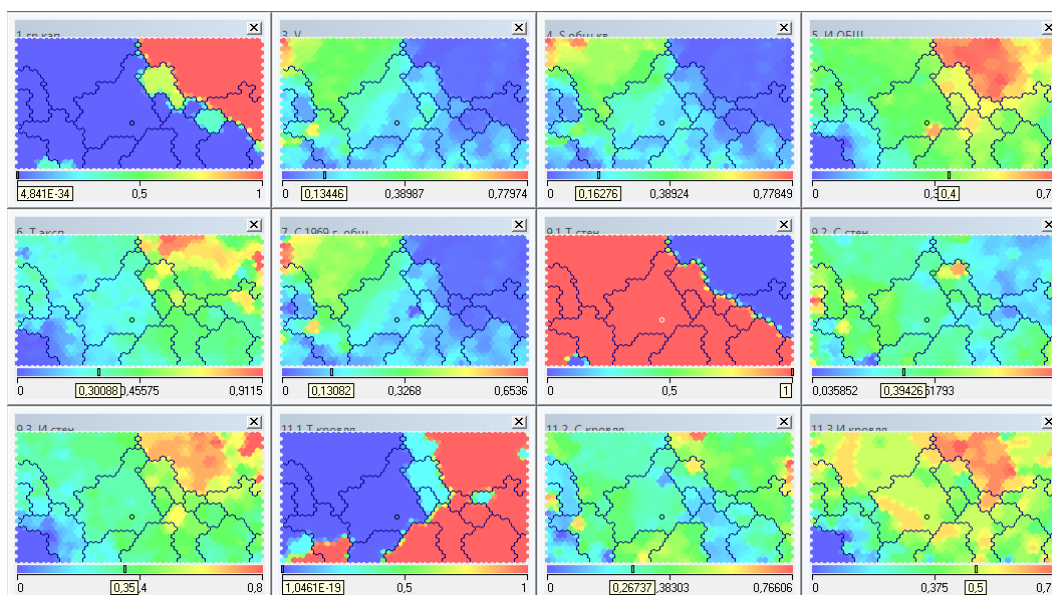 1. гр.кап
3. V
4. S общ.кв
5. И ОБЩ
4,841E-34 0,5 1
0 0,13446 0,38987 0,77974
0 0,16276 0,38924 0,77849
0 0,4
6. Т эксп
7. С 1969 г. общ
9.1 Т стен
9.2. С стен
0 0,30088 0,45575 0,9115
0 0,13082 0,3268 0,6536
0 0,5 1
0,035852 0,39426
9.3. И стен
11.1 Т кровля
11.2. С кровля
11.3 И кровля
0 0,35 0,8
1,0461E-19 0,5 1
0 0,26737 0,38303 0,76606
0 0,375 0,5